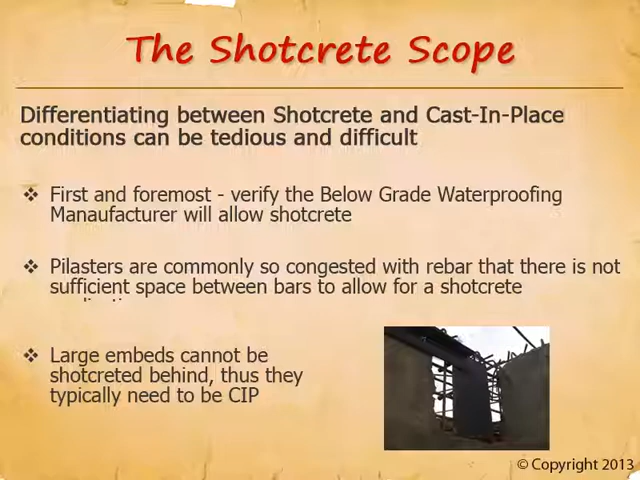 The Shotcrete Scope
Differentiating between Shotcrete and Cast-In-Place
conditions can be tedious and difficult
❖ First and foremost - verify the Below Grade Waterproofing
Manaufacturer will allow shotcrete
❖ Pilasters are commonly so congested with rebar that there is not
sufficient space between bars to allow for a shotcrete
❖ Large embeds cannot be
shotcreted behind, thus they
typically need to be CIP
© Copyright 2013